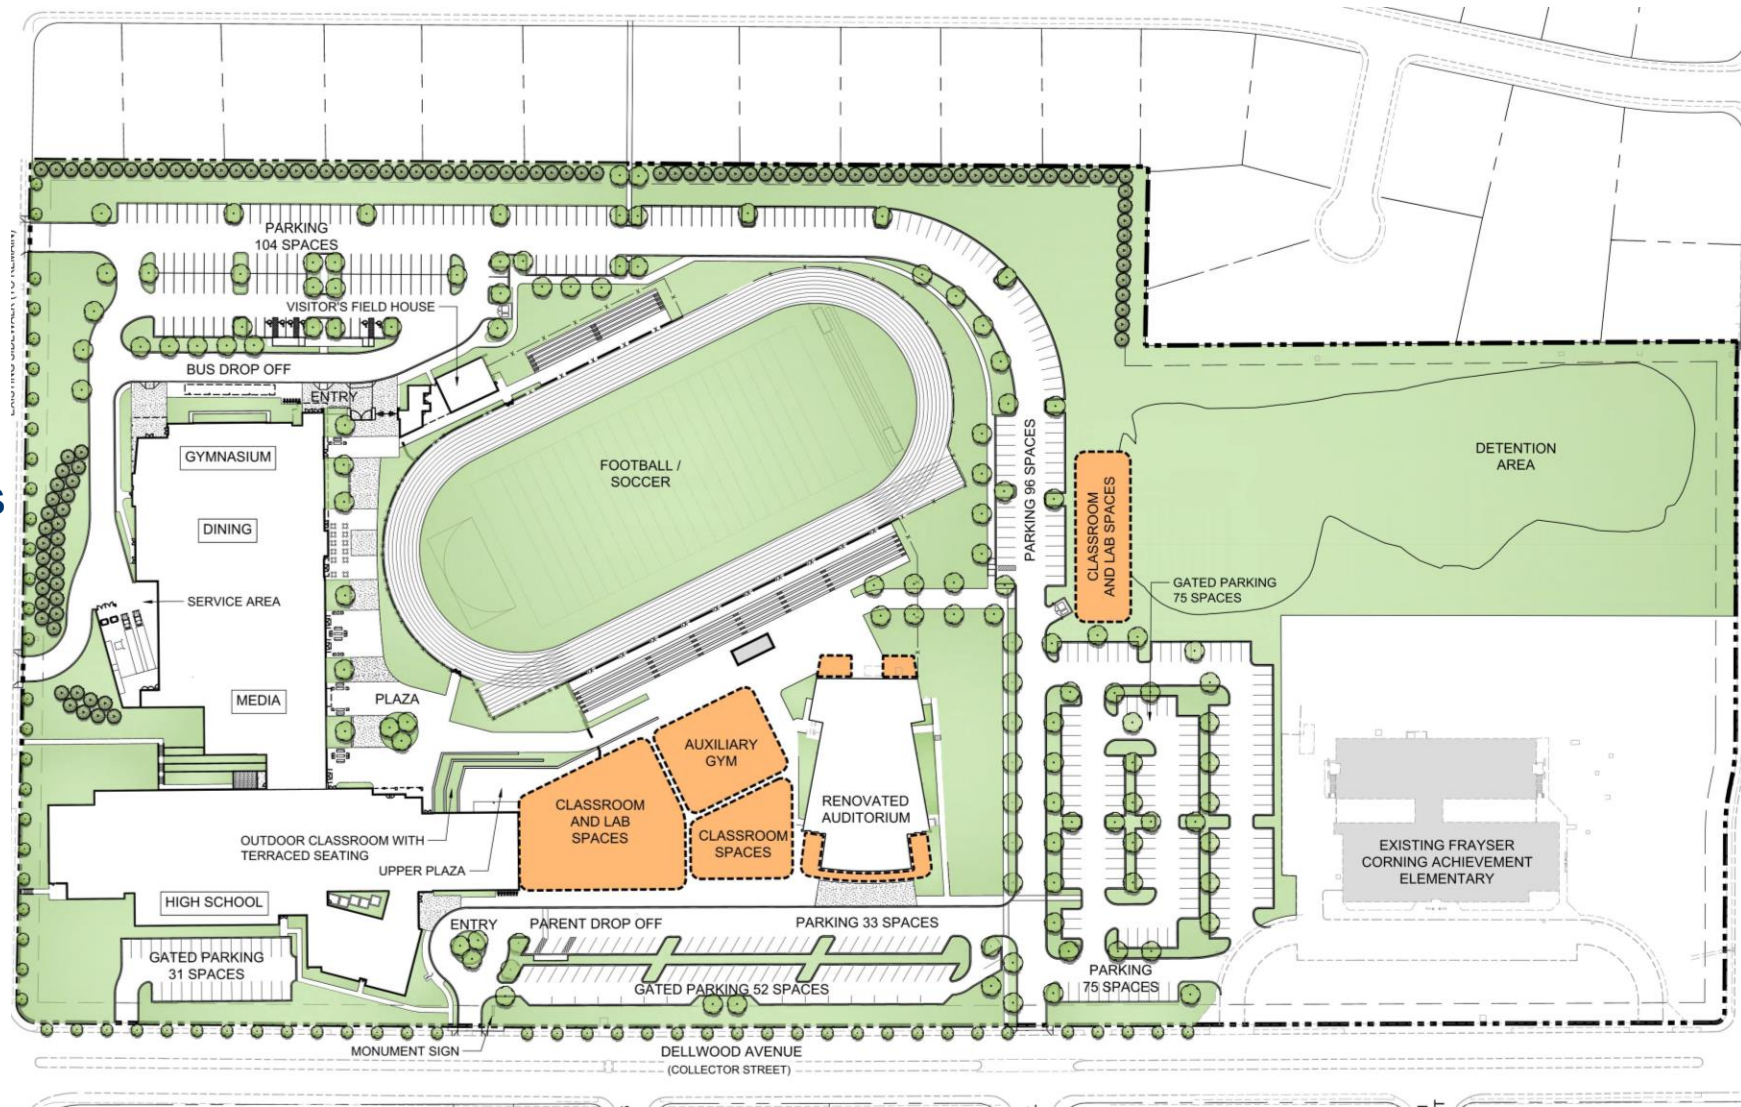 PARKING
104 SPACES
EXISTING SIDEWALK (TO REMAIN)
VISITOR'S FIELD HOUSE
BUS DROP OFF
ENTRY
GYMNASIUM
FOOTBALL /
SOCCER
PARKING 96 SPACES
CLASSROOM
AND LAB SPACES
DETENTION
AREA
DINING
SERVICE AREA
GATED PARKING
75 SPACES
MEDIA
PLAZA
AUXILIARY
GYM
CLASSROOM
AND LAB
SPACES
RENOVATED
AUDITORIUM
CLASSROOM
SPACES
OUTDOOR CLASSROOM WITH
TERRACED SEATING
UPPER PLAZA
EXISTING FRAYSER
CORNING ACHIEVEMENT
ELEMENTARY
HIGH SCHOOL
ENTRY
PARENT DROP OFF
PARKING 33 SPACES
GATED PARKING
31 SPACES
GATED PARKING 52 SPACES
PARKING
75 SPACES
MONUMENT SIGN
DELLWOOD AVENUE
(COLLECTOR STREET)